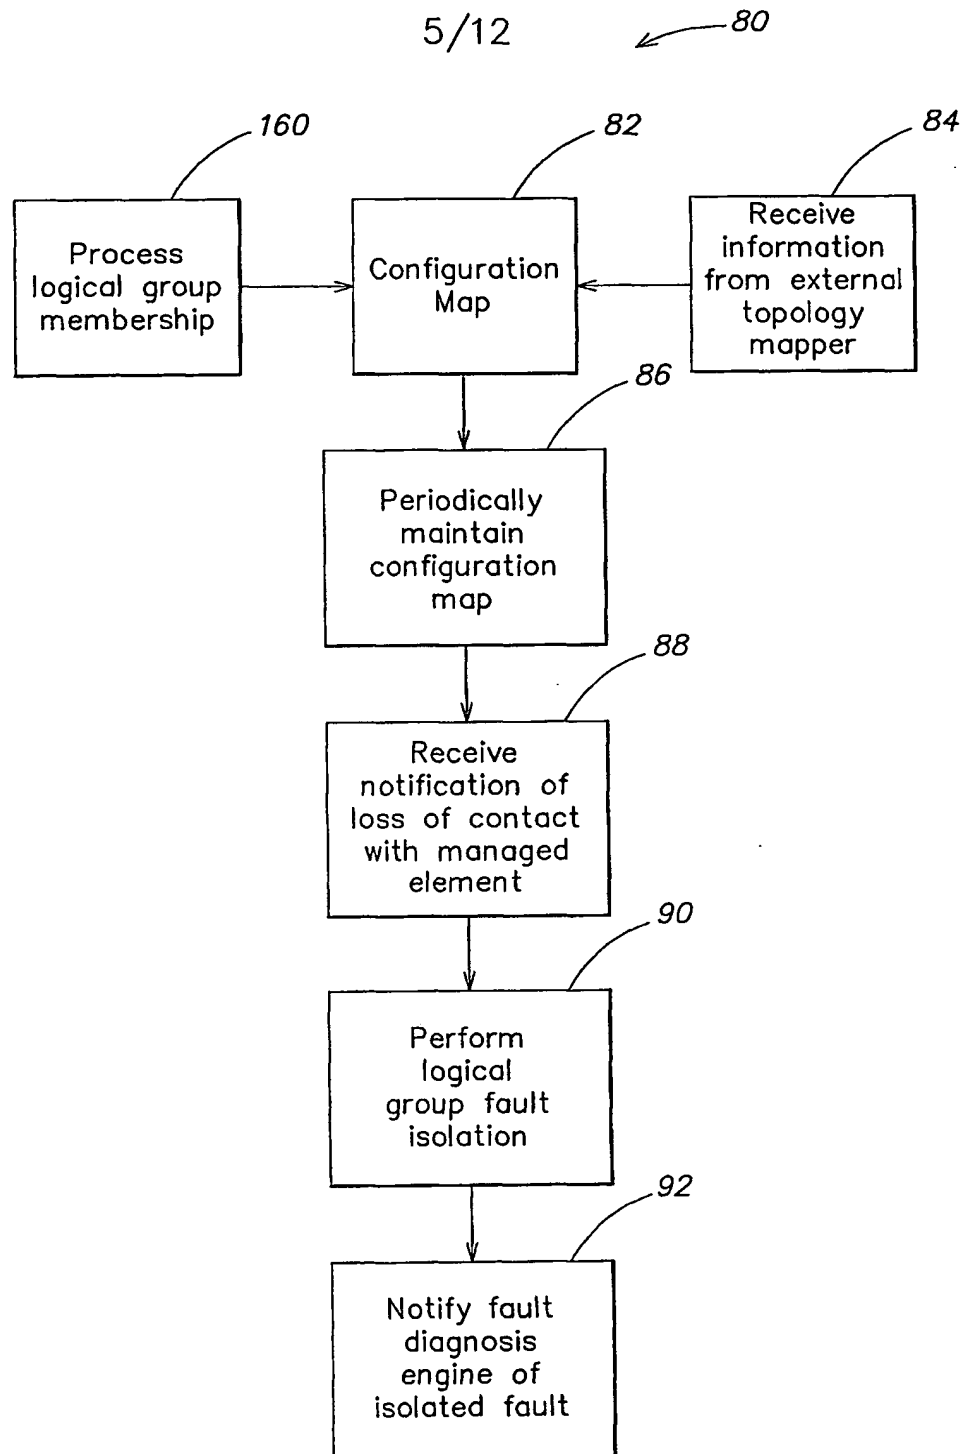 5/12
80
160
82
84
Process
logical group
membership
Configuration
Map
Receive
information
from external
topology
mapper
86
Periodically
maintain
configuration
map
88
Receive
notification of
loss of contact
with managed
element
90
Perform
logical
group fault
isolation
92
Notify fault
diagnosis
engine of
isolated fault